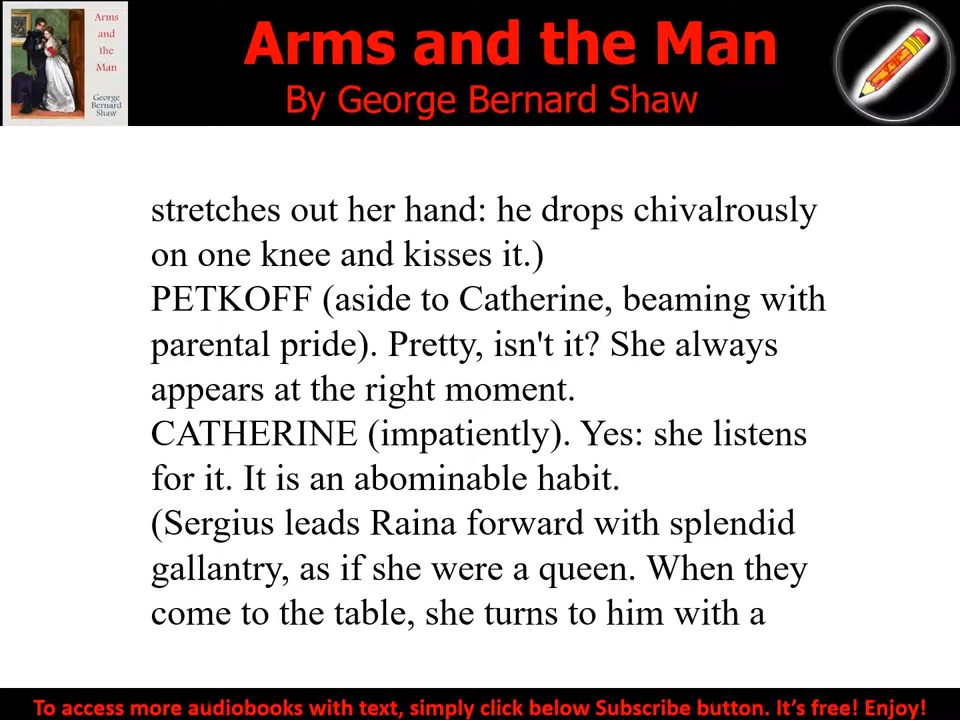 Arms
and
the
Man
George
Bernard
Shaw
Arms and the Man
By George Bernard Shaw
stretches out her hand: he drops chivalrously
on one knee and kisses it.)
PETKOFF (aside to Catherine, beaming with
parental pride). Pretty, isn't it? She always
appears at the right moment.
CATHERINE (impatiently). Yes: she listens
for it. It is an abominable habit.
(Sergius leads Raina forward with splendid
gallantry, as if she were a queen. When they
come to the table, she turns to him with a
To access more audiobooks with text, simply click below Subscribe button. It's free! Enjoy!